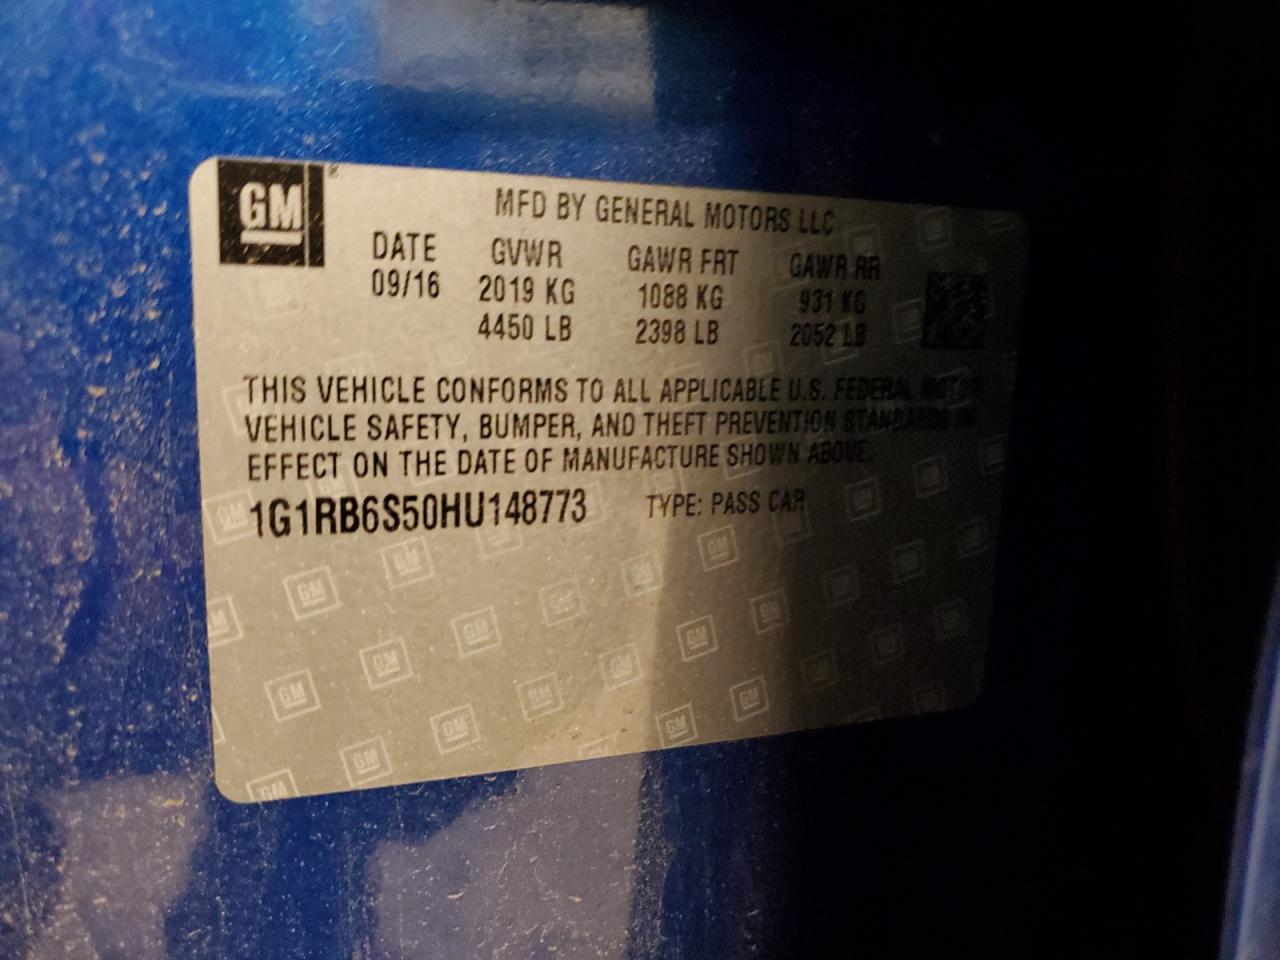 GM
MFD BY GENERAL MOTORS LLC
DATE GVWR GAWR FRT GAWR RR
09/16 2019 KG 1088 KG 931 KG
4450 LB 2398 LB 2052 LB
THIS VEHICLE CONFORMS TO ALL APPLICABLE U.S. FEDERAL MOTOR
VEHICLE SAFETY, BUMPER, AND THEFT PREVENTION STANDARDS IN
EFFECT ON THE DATE OF MANUFACTURE SHOWN ABOVE.
1G1RB6S50HU148773 TYPE: PASS CAR